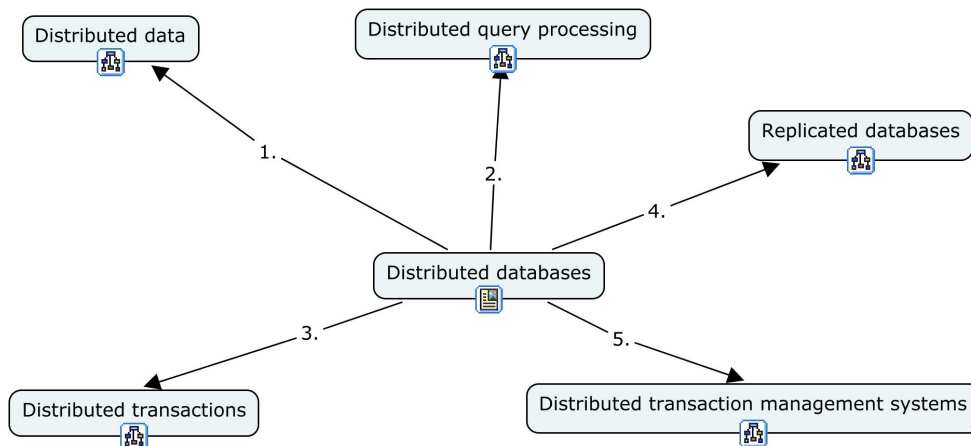 Distributed data
Distributed query processing
Replicated databases
1.
2.
4.
Distributed databases
3.
5.
Distributed transactions
Distributed transaction management systems